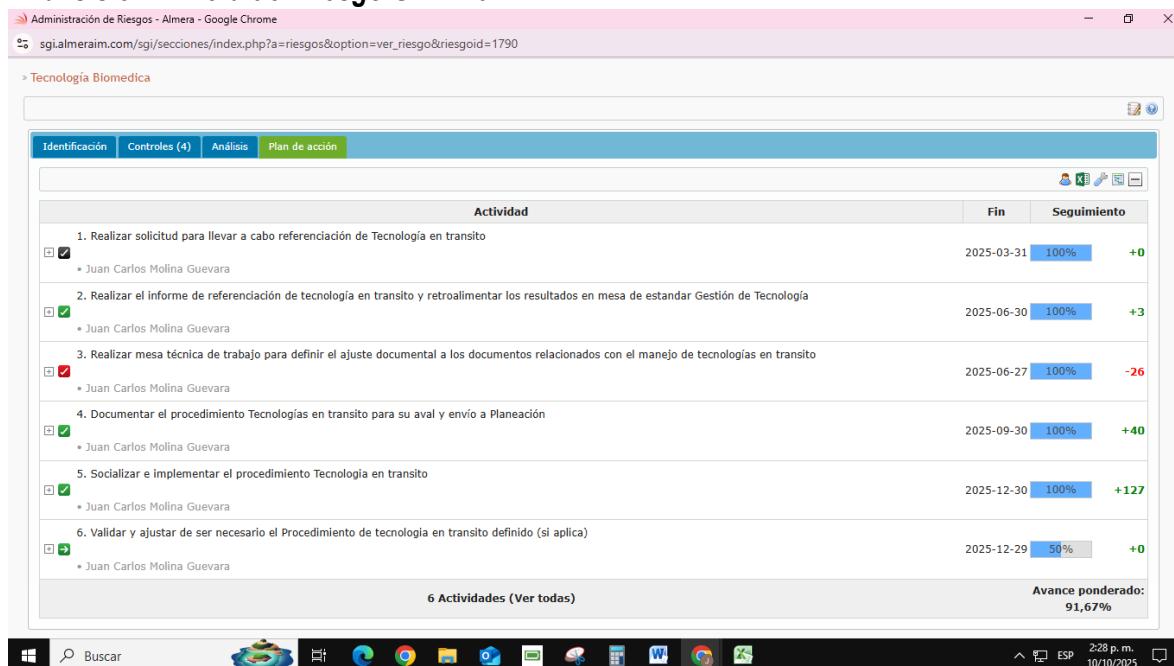 Administración de Riesgos - Almera - Google Chrome
sgi.almeraim.com/sgi/secciones/index.php?a=riesgos&option=ver_riesgo&riesgoid=1790
» Tecnología Biomedica
Identificación Controles (4) Análisis Plan de acción
Actividad Fin Seguimiento
1. Realizar solicitud para llevar a cabo referenciación de Tecnología en transito
2025-03-31 100% +0
• Juan Carlos Molina Guevara
2. Realizar el informe de referenciación de tecnología en transito y retroalimentar los resultados en mesa de estandar Gestión de Tecnología
2025-06-30 100% +3
• Juan Carlos Molina Guevara
3. Realizar mesa técnica de trabajo para definir el ajuste documental a los documentos relacionados con el manejo de tecnologías en transito
2025-06-27 100% -26
• Juan Carlos Molina Guevara
4. Documentar el procedimiento Tecnologías en transito para su aval y envío a Planeación
2025-09-30 100% +40
• Juan Carlos Molina Guevara
5. Socializar e implementar el procedimiento Tecnologia en transito
2025-12-30 100% +127
• Juan Carlos Molina Guevara
6. Validar y ajustar de ser necesario el Procedimiento de tecnologia en transito definido (si aplica)
2025-12-29 50% +0
• Juan Carlos Molina Guevara
6 Actividades (Ver todas) Avance ponderado:
91,67%
Buscar
ESP
2:28 p. m.
10/10/2025